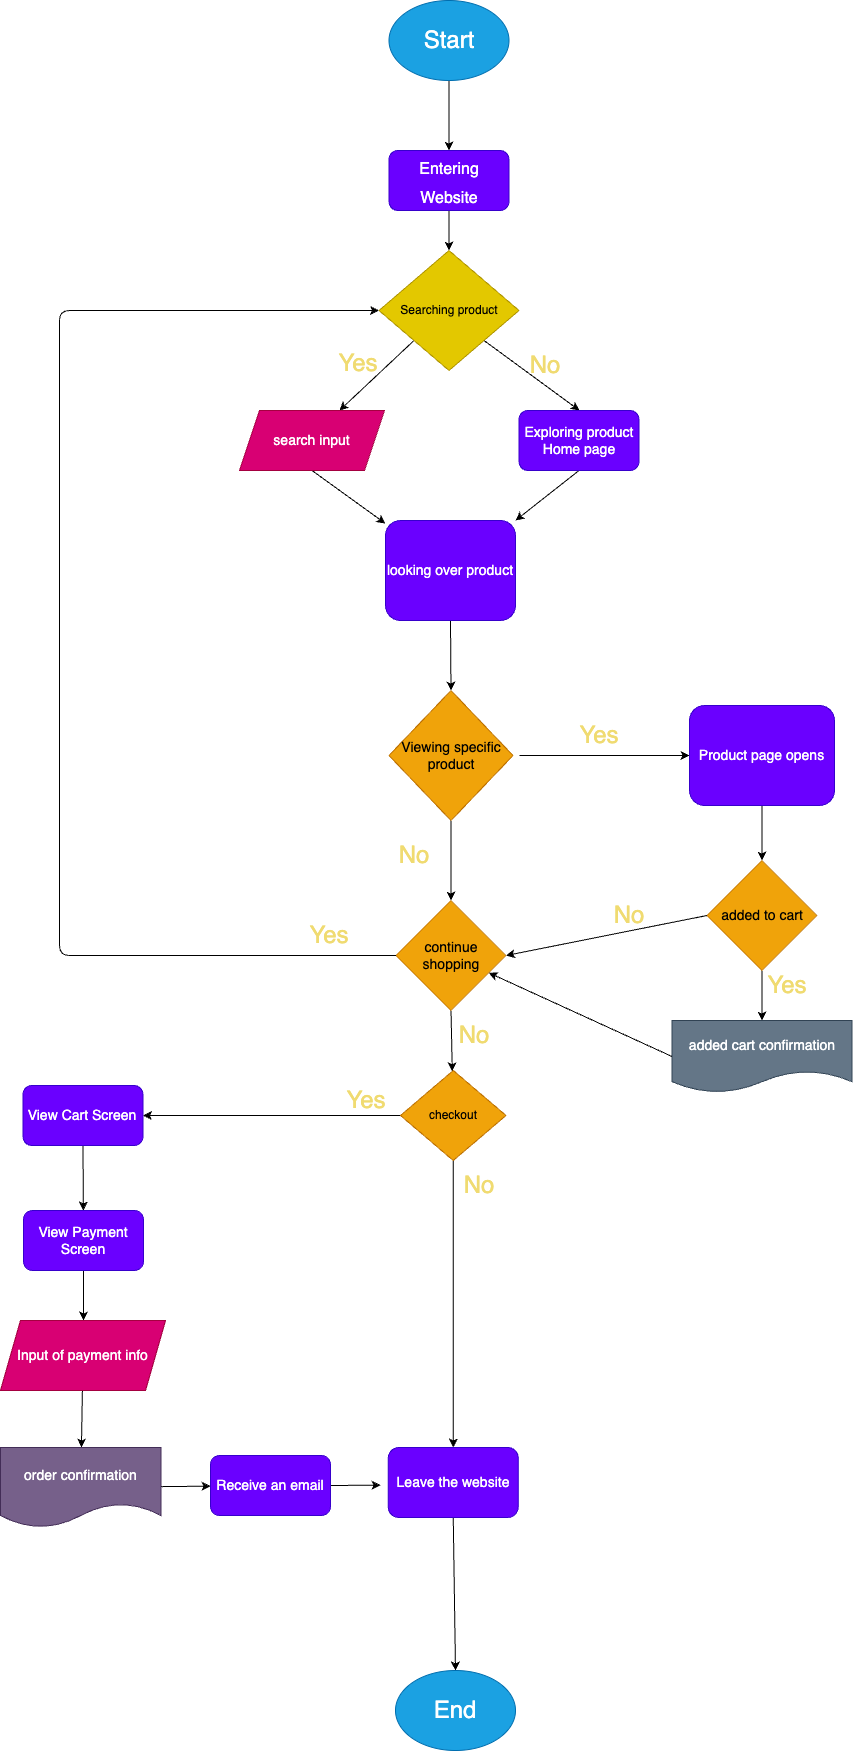 Start
Entering
Website
Searching product
Yes
No
search input
Exploring product
Home page
looking over product
Viewing specific
product
Yes
Product page opens
No
added to cart
No
Yes
continue
shopping
Yes
added cart confirmation
No
checkout
Yes
View Cart Screen
No
View Payment
Screen
Input of payment info
order confirmation
Receive an email
Leave the website
End